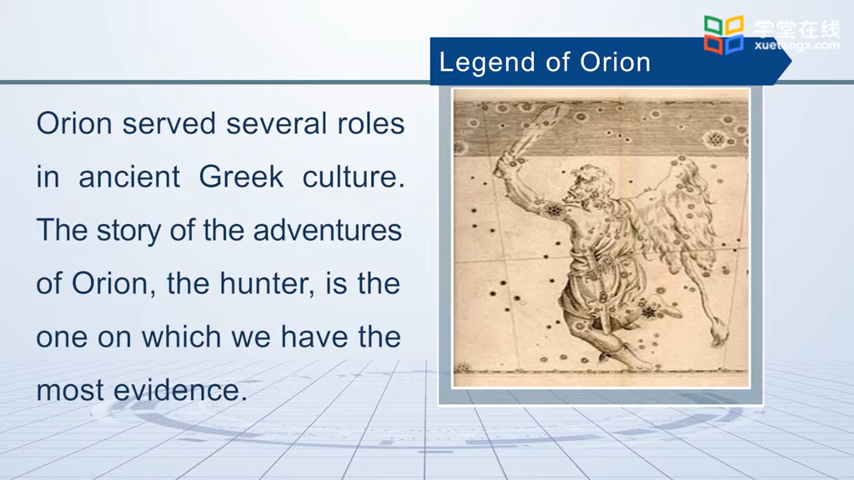 学堂在线
xuetangx.com
Legend of Orion
Orion served several roles
in ancient Greek culture.
The story of the adventures
of Orion, the hunter, is the
one on which we have the
most evidence.